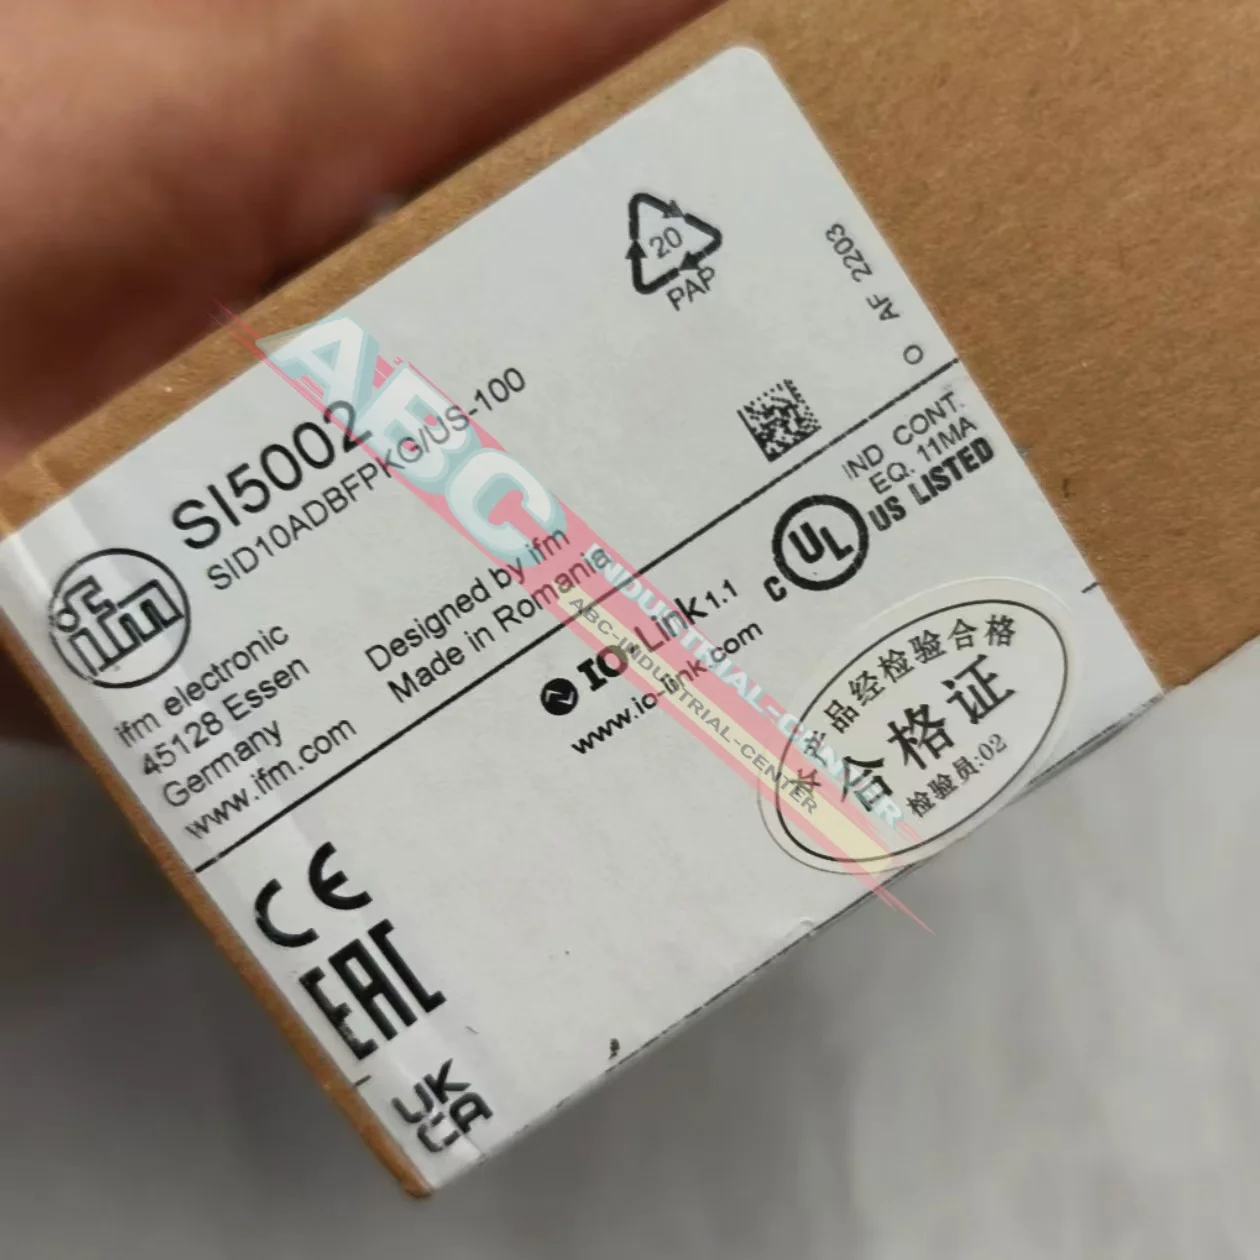 20
PAP
AF 2203
SI5002
SID10ADBFPKG/US-100
ifm
ifm electronic
45128 Essen
Germany
www.ifm.com
Designed by ifm
Made in Romania
IO-Link 1.1
www.io-link.com
C UL US LISTED
IND CONT.
EQ. 11MA
CE
EAC
UK
CA
本产品经检验合格
合格证
检验员:02
ABC
INDUSTRIAL-CENTER
ABC-INDUSTRIAL-CENTER